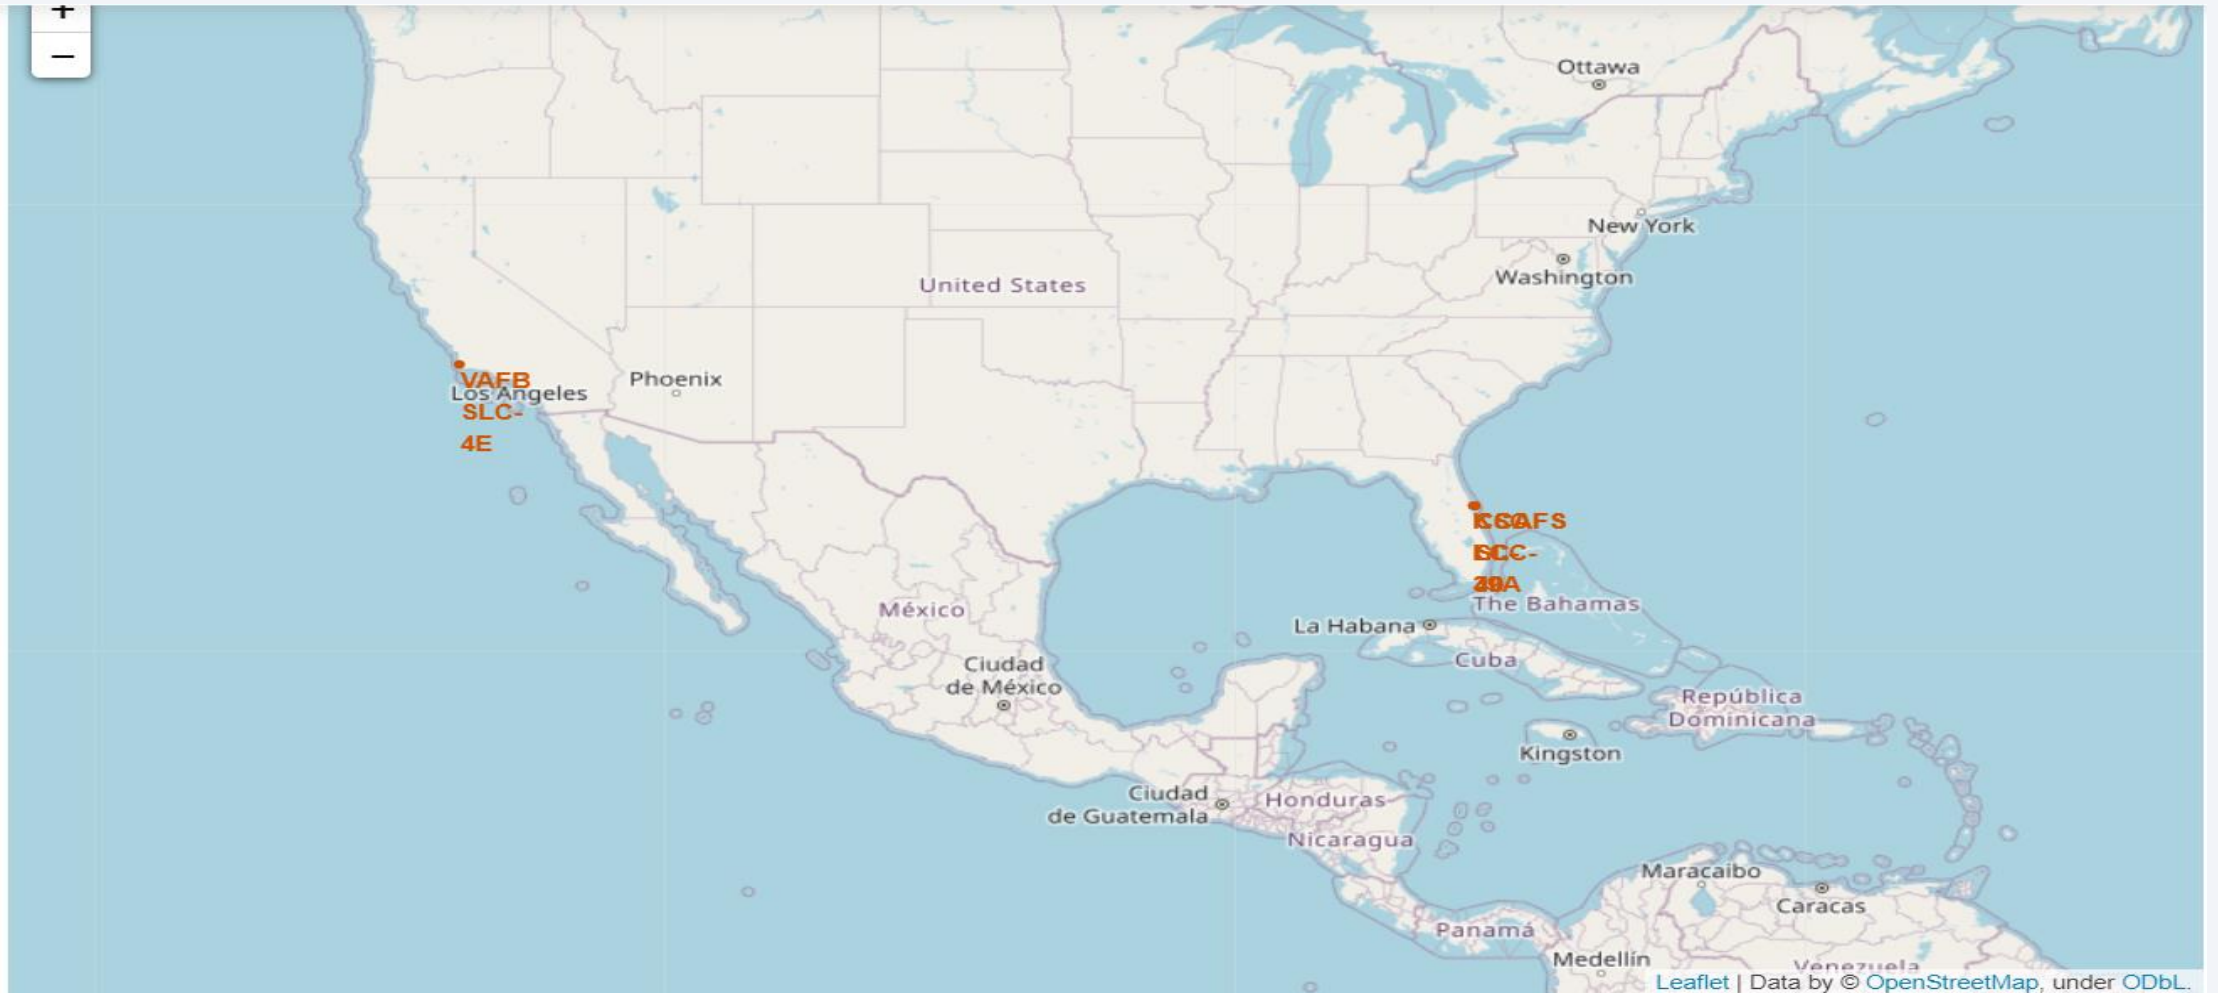 +
−
Ottawa
New York
Washington
United States
VAFB
Los Angeles
SLC-
4E
Phoenix
The Bahamas
México
La Habana
Cuba
Ciudad
de México
República
Dominicana
Kingston
Ciudad
de Guatemala
Honduras
Nicaragua
Maracaibo
Caracas
Panamá
Medellín
Venezuela
Leaflet | Data by © OpenStreetMap, under ODbL.